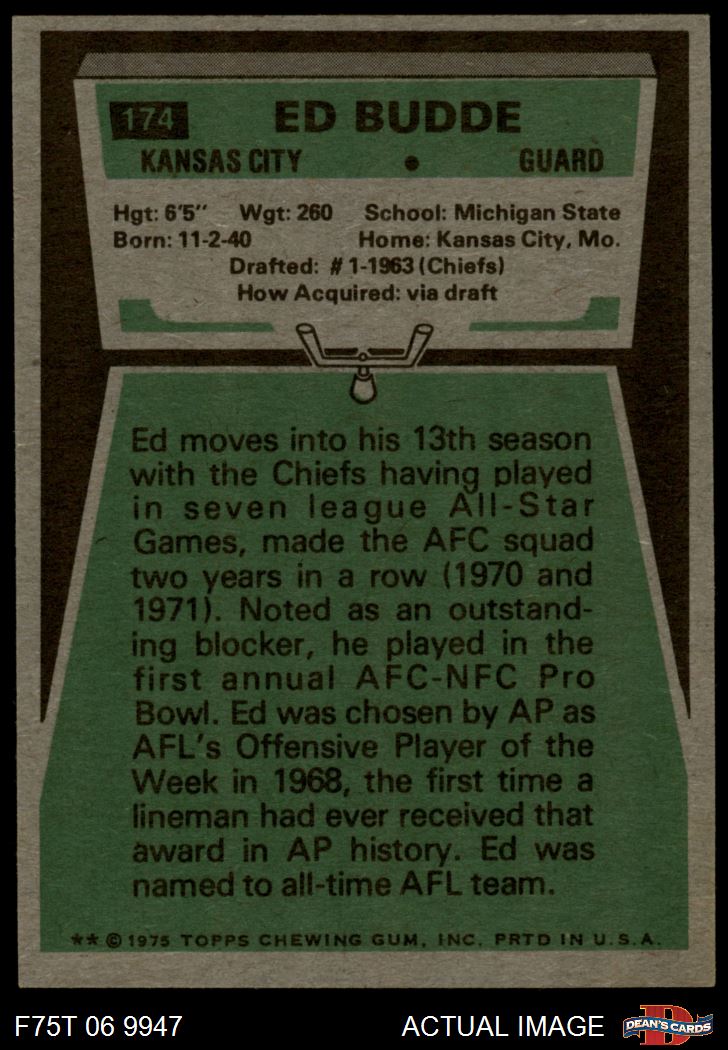 174 ED BUDDE
KANSAS CITY • GUARD
Hgt: 6'5" Wgt: 260 School: Michigan State
Born: 11-2-40 Home: Kansas City, Mo.
Drafted: #1-1963 (Chiefs)
How Acquired: via draft
Ed moves into his 13th season
with the Chiefs having played
in seven league All-Star
Games, made the AFC squad
two years in a row (1970 and
1971). Noted as an outstand-
ing blocker, he played in the
first annual AFC-NFC Pro
Bowl. Ed was chosen by AP as
AFL's Offensive Player of the
Week in 1968, the first time a
lineman had ever received that
award in AP history. Ed was
named to all-time AFL team.
** © 1975 TOPPS CHEWING GUM, INC. PRTD IN U.S.A.
F75T 06 9947 ACTUAL IMAGE D DEAN'S CARDS